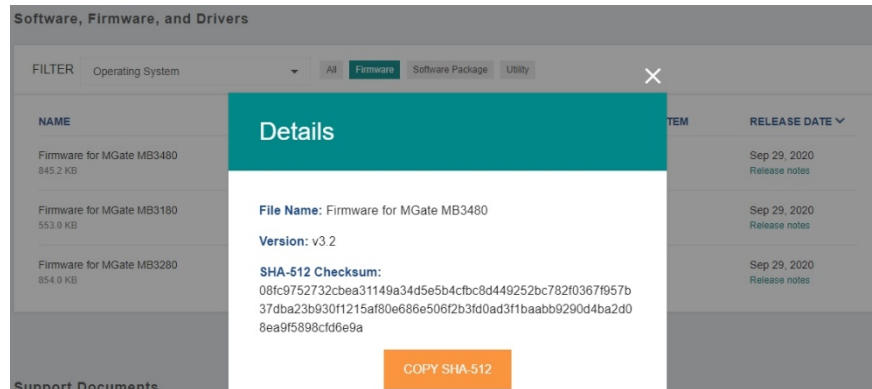 Software, Firmware, and Drivers
FILTER Operating System All Firmware Software Package Utility
NAME TEM RELEASE DATE
Details
Firmware for MGate MB3480 Sep 29, 2020
845.2 KB Release notes
File Name: Firmware for MGate MB3480
Firmware for MGate MB3180 Sep 29, 2020
553.0 KB Release notes
Version: v3.2
Firmware for MGate MB3280 Sep 29, 2020
854.0 KB Release notes
SHA-512 Checksum:
08fc9752732cbea31149a34d5e5b4cfbc8d449252bc782f0367f957b
37dba23b930f1215af80e686e506f2b3fd0ad3f1baabb9290d4ba2d0
8ea9f5898cfd6e9a
COPY SHA-512
Support Documents